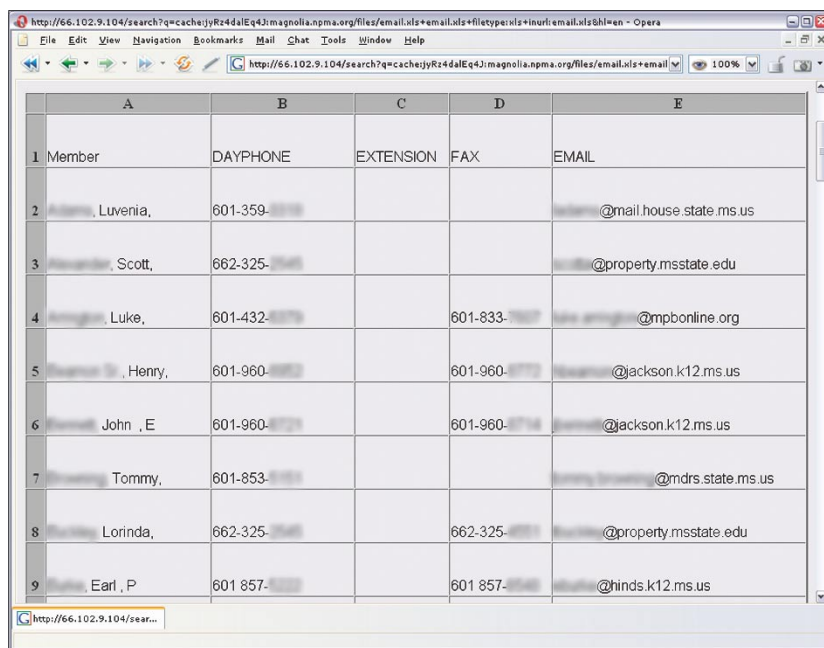 http://66.102.9.104/search?q=cache:jyRz4dalEq4J:magnolia.npma.org/files/email.xls+email.xls+filetype:xls+inurl:email.xls&hl=en - Opera
File Edit View Navigation Bookmarks Mail Chat Tools Window Help
http://66.102.9.104/search?q=cache:jyRz4dalEq4J:magnolia.npma.org/files/email.xls+email 100%
A B C D E
1 Member DAYPHONE EXTENSION FAX EMAIL
2 , Luvenia, 601-359- @mail.house.state.ms.us
3 , Scott, 662-325- @property.msstate.edu
4 , Luke, 601-432- 601-833- @mpbonline.org
5 , Henry, 601-960- 601-960- @jackson.k12.ms.us
6 John , E 601-960- 601-960- @jackson.k12.ms.us
7 Tommy, 601-853- @mdrs.state.ms.us
8 Lorinda, 662-325- 662-325- @property.msstate.edu
9 , Earl , P 601 857- 601 857- @hinds.k12.ms.us
http://66.102.9.104/sear...